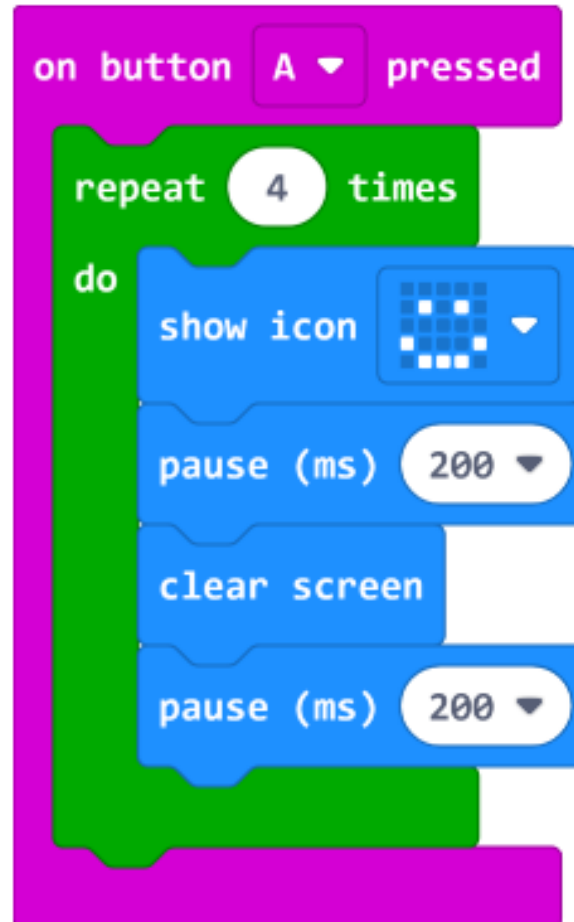 on button A pressed
repeat 4 times
do
show icon
pause (ms) 200
clear screen
pause (ms) 200